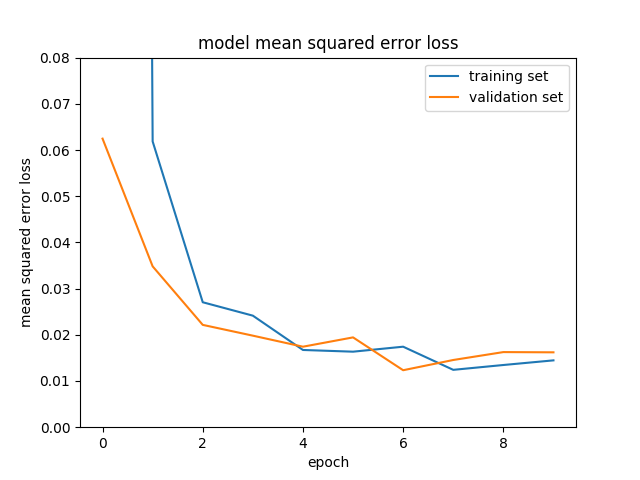 model mean squared error loss
training set
validation set
0.08
0.07
0.06
0.05
0.04
0.03
0.02
0.01
0.00
mean squared error loss
0 2 4 6 8
epoch